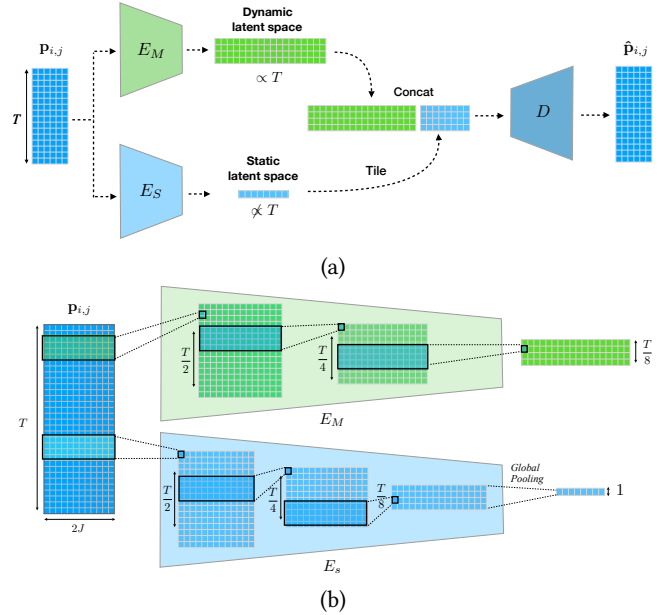 p_{i,j}
T
E_M
Dynamic
latent space
∝ T
E_S
Static
latent space
∝̸ T
Tile
Concat
D
p̂_{i,j}
(a)
p_{i,j}
T
2J
T/2
T/4
T/8
E_M
T/2
T/4
T/8
E_s
Global
Pooling
1
(b)